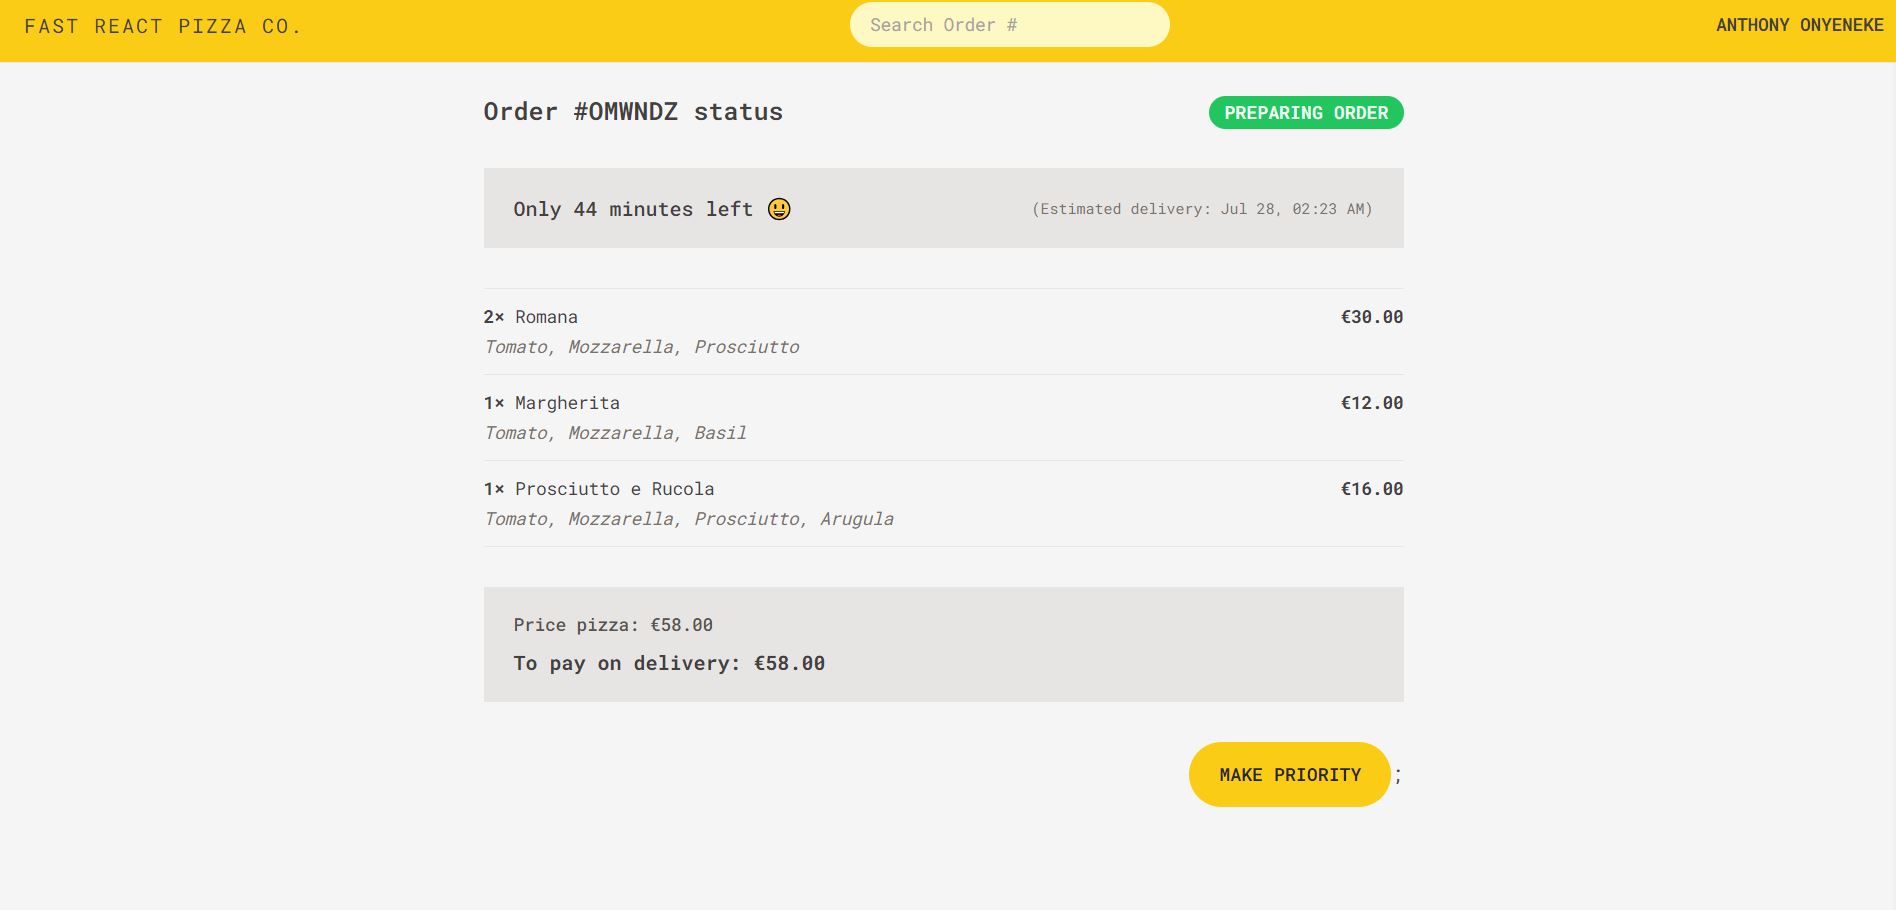 FAST REACT PIZZA CO.
Search Order #
ANTHONY ONYENEKE
Order #OMWNDZ status
PREPARING ORDER
Only 44 minutes left 😃
(Estimated delivery: Jul 28, 02:23 AM)
2× Romana
€30.00
Tomato, Mozzarella, Prosciutto
1× Margherita
€12.00
Tomato, Mozzarella, Basil
1× Prosciutto e Rucola
€16.00
Tomato, Mozzarella, Prosciutto, Arugula
Price pizza: €58.00
To pay on delivery: €58.00
MAKE PRIORITY ;